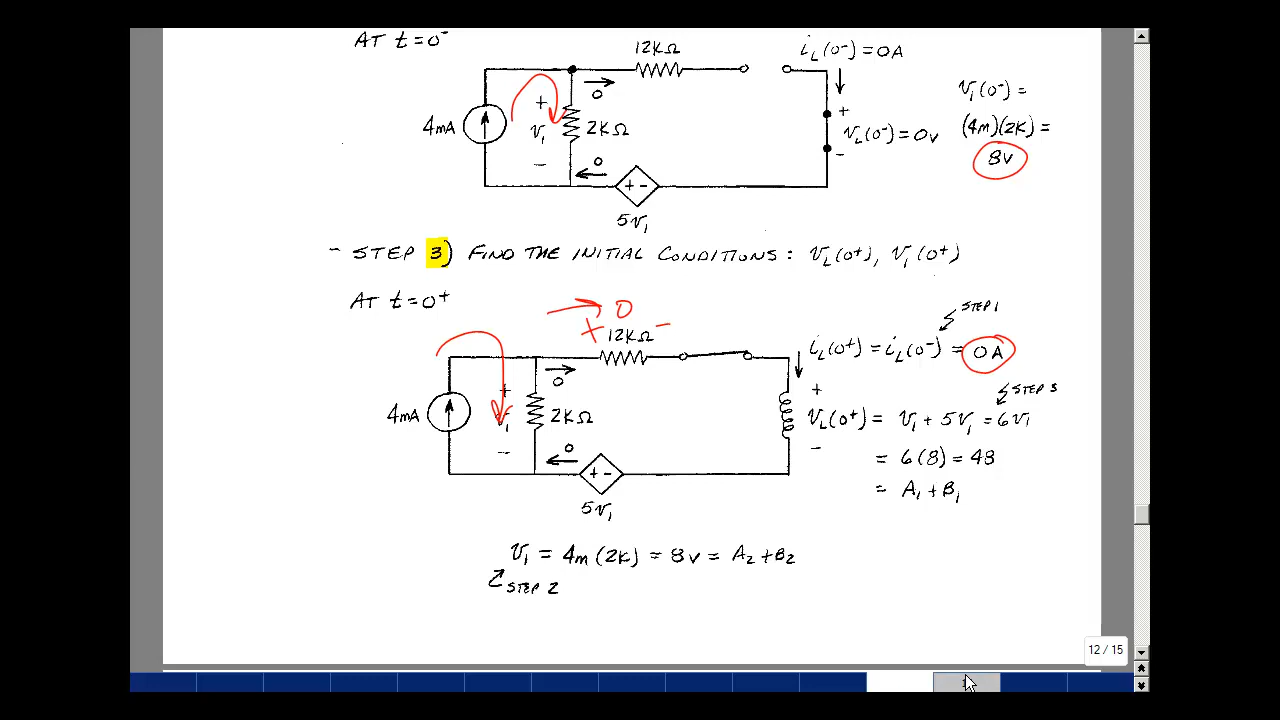 AT t=0⁻
12KΩ
i_L(0⁻)=0A
0
+
4mA
v₁
2KΩ
-
0
+ -
5v₁
+
v_L(0⁻)=0v
-
v₁(0⁻)=
(4m)(2K)=
8v
- STEP 3) FIND THE INITIAL CONDITIONS: v_L(0⁺), v₁(0⁺)
AT t=0⁺
→ 0
+ 12KΩ -
STEP 1
i_L(0⁺)=i_L(0⁻)=0A
0
+
4mA
v₁
2KΩ
-
0
+ -
5v₁
+
STEP 3
v_L(0⁺)= v₁+5v₁=6v₁
-
= 6(8)=48
= A₁+B₁
v₁ = 4m(2K)=8v=A₂+B₂
STEP 2
12 / 15